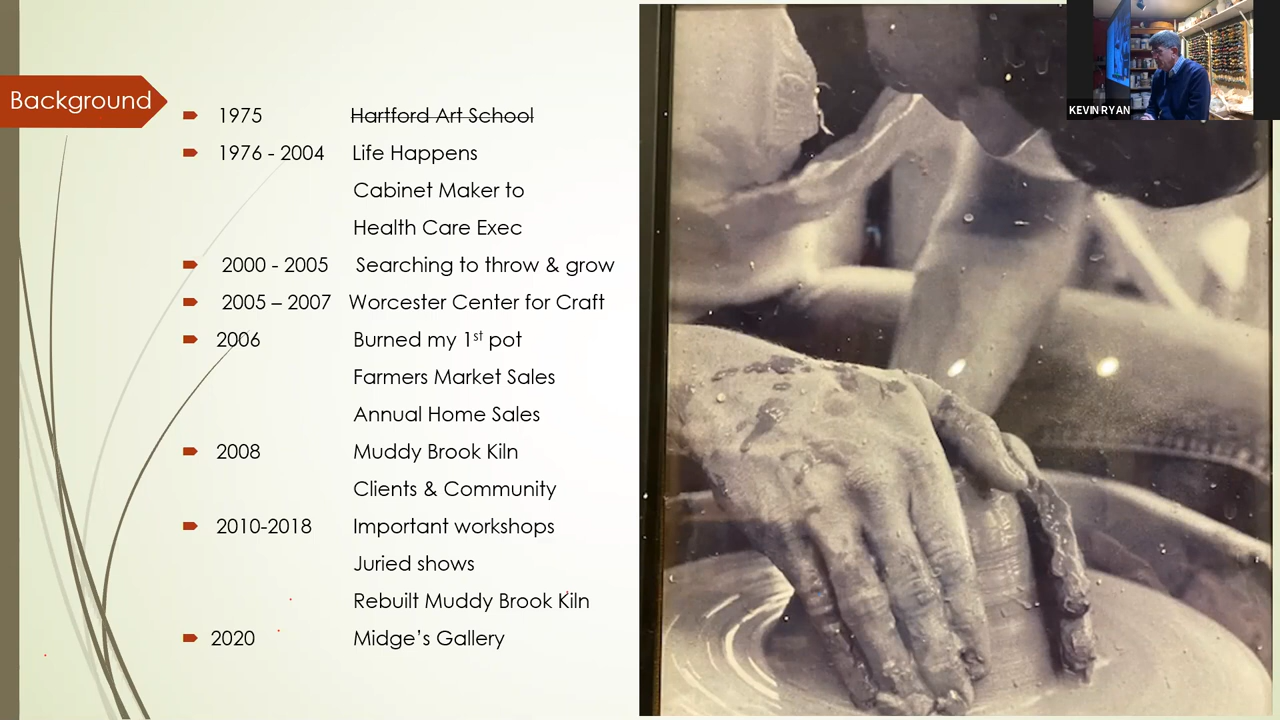 Background
1975 Hartford Art School
1976 - 2004 Life Happens
Cabinet Maker to
Health Care Exec
2000 - 2005 Searching to throw & grow
2005 – 2007 Worcester Center for Craft
2006 Burned my 1st pot
Farmers Market Sales
Annual Home Sales
2008 Muddy Brook Kiln
Clients & Community
2010-2018 Important workshops
Juried shows
Rebuilt Muddy Brook Kiln
2020 Midge’s Gallery
KEVIN RYAN